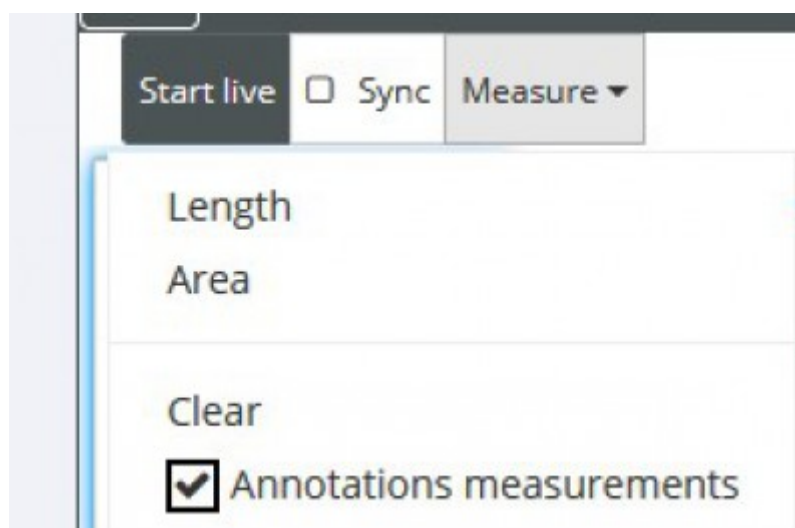 Start live Sync Measure
Length
Area
Clear
Annotations measurements